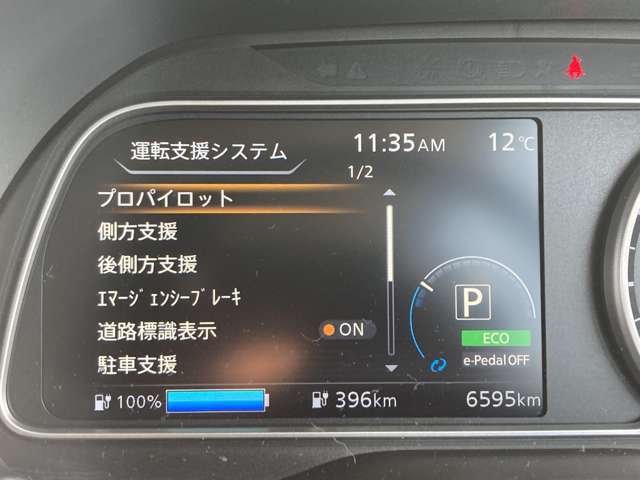 運転支援システム 11:35AM 12℃
1/2
プロパイロット
側方支援
後側方支援
ｴﾏｰｼﾞｪﾝｼｰﾌﾞﾚｰｷ
道路標識表示 ON
駐車支援
P
ECO
e-Pedal OFF
100% 396km 6595km